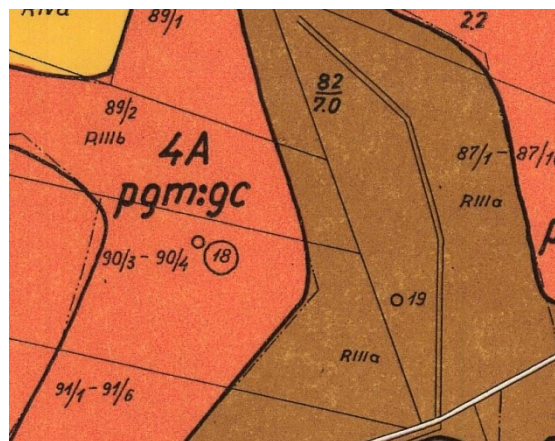 RIVa
89/1
22
89/2
RIIIb
82
7.0
4A
pgm:gc
87/1 - 87/1
RIIIa
90/3 - 90/4
18
19
RIIIa
91/1 - 91/6